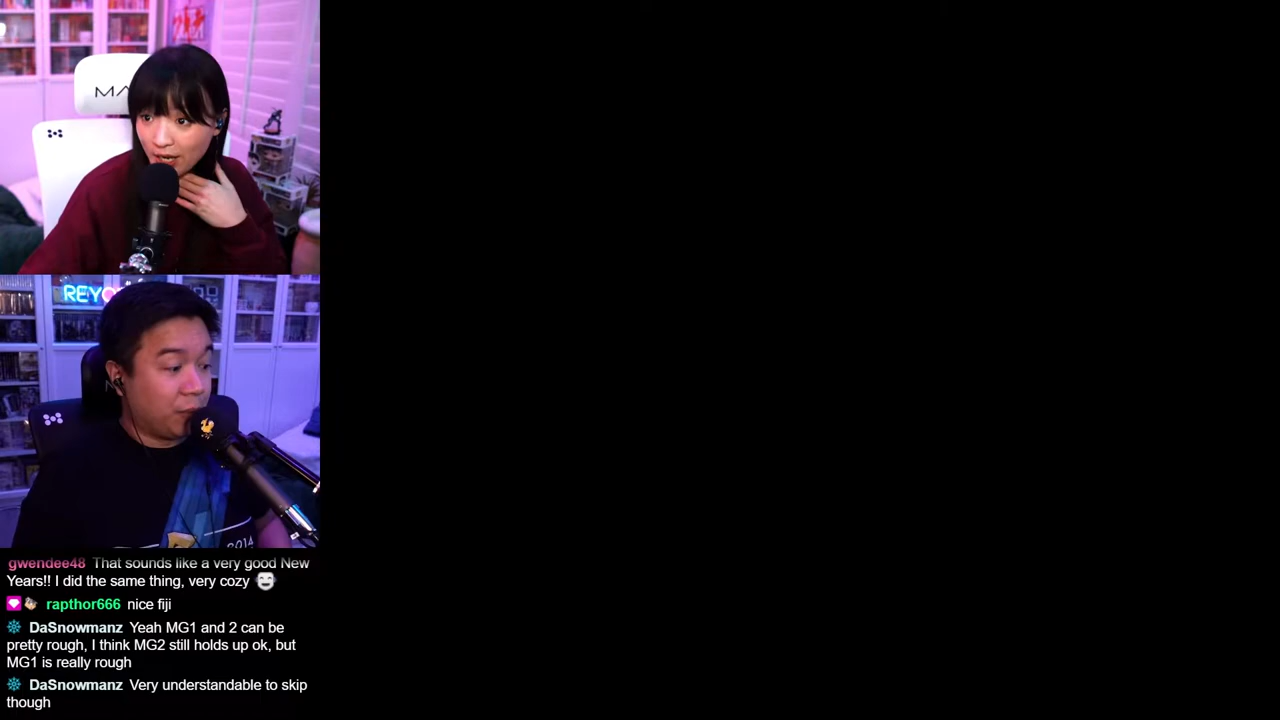 MA
REYO
2014
gwendee48 That sounds like a very good New
Years!! I did the same thing, very cozy
rapthor666 nice fiji
DaSnowmanz Yeah MG1 and 2 can be
pretty rough, I think MG2 still holds up ok, but
MG1 is really rough
DaSnowmanz Very understandable to skip
though